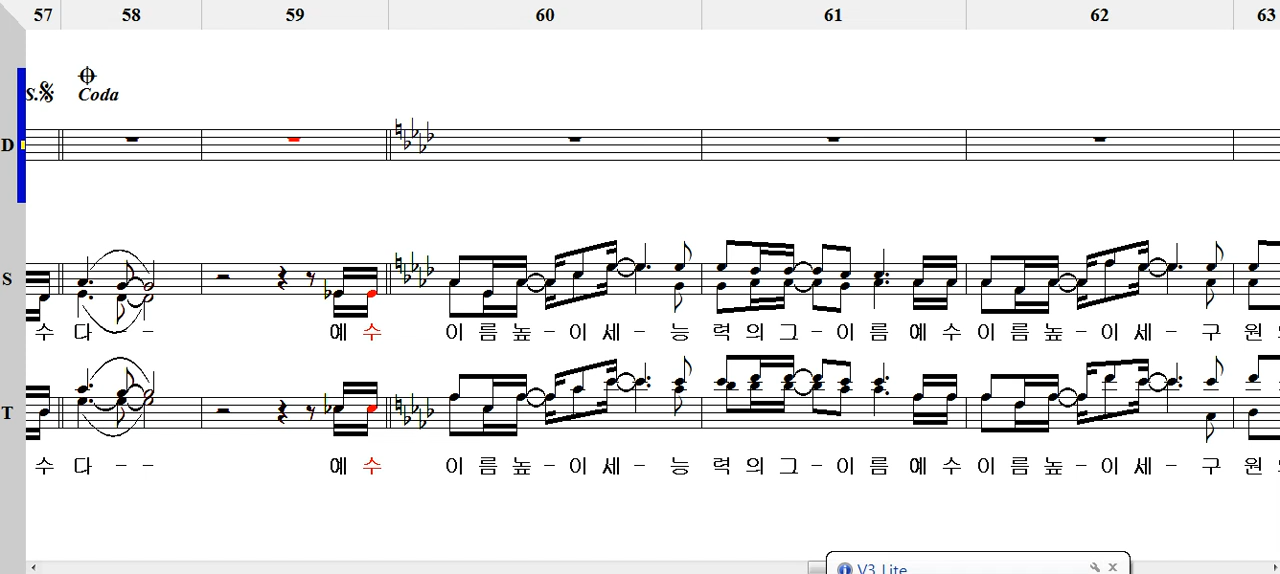 57 58 59 60 61 62 63
S.
Coda
D
S
수 다 - 예 수 이 름 높 - 이 세 - 능 력 의 그 - 이 름 예 수 이 름 높 - 이 세 - 구 원
T
수 다 - - 예 수 이 름 높 - 이 세 - 능 력 의 그 - 이 름 예 수 이 름 높 - 이 세 - 구 원
V3 Lite